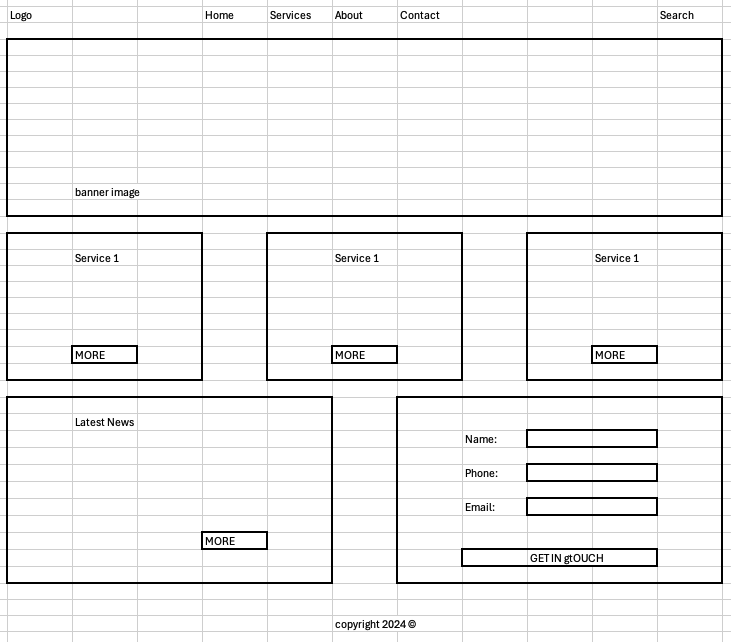 Logo Home Services About Contact Search
banner image
Service 1 Service 1 Service 1
MORE MORE MORE
Latest News
Name:
Phone:
Email:
MORE
GET IN gtOUCH
copyright 2024 ©